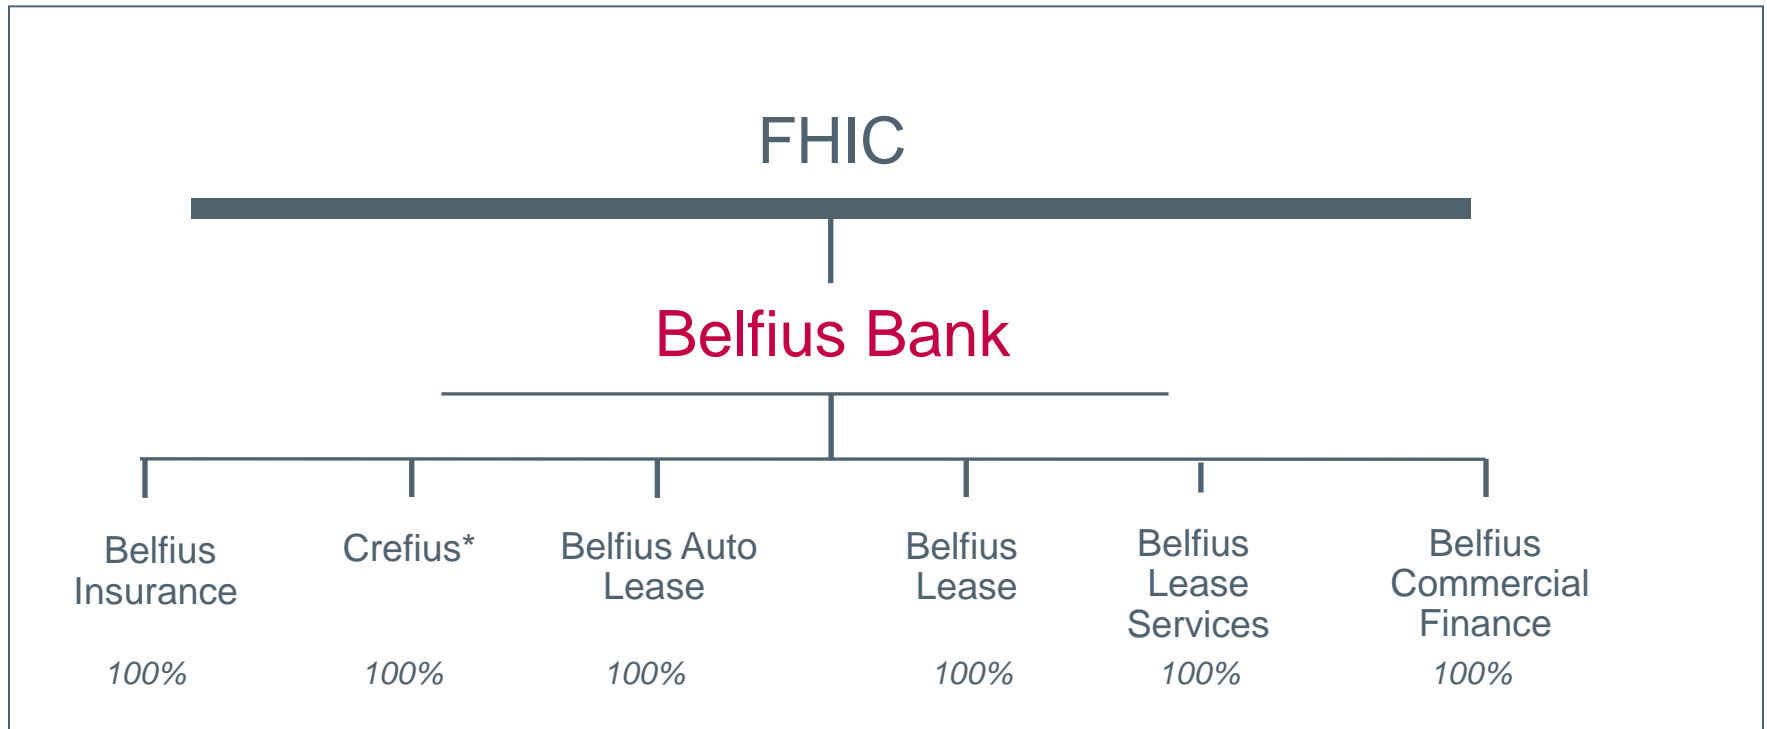 FHIC
Belfius Bank
Belfius
Insurance
100%
Crefius*
100%
Belfius Auto
Lease
100%
Belfius
Lease
100%
Belfius
Lease
Services
100%
Belfius
Commercial
Finance
100%